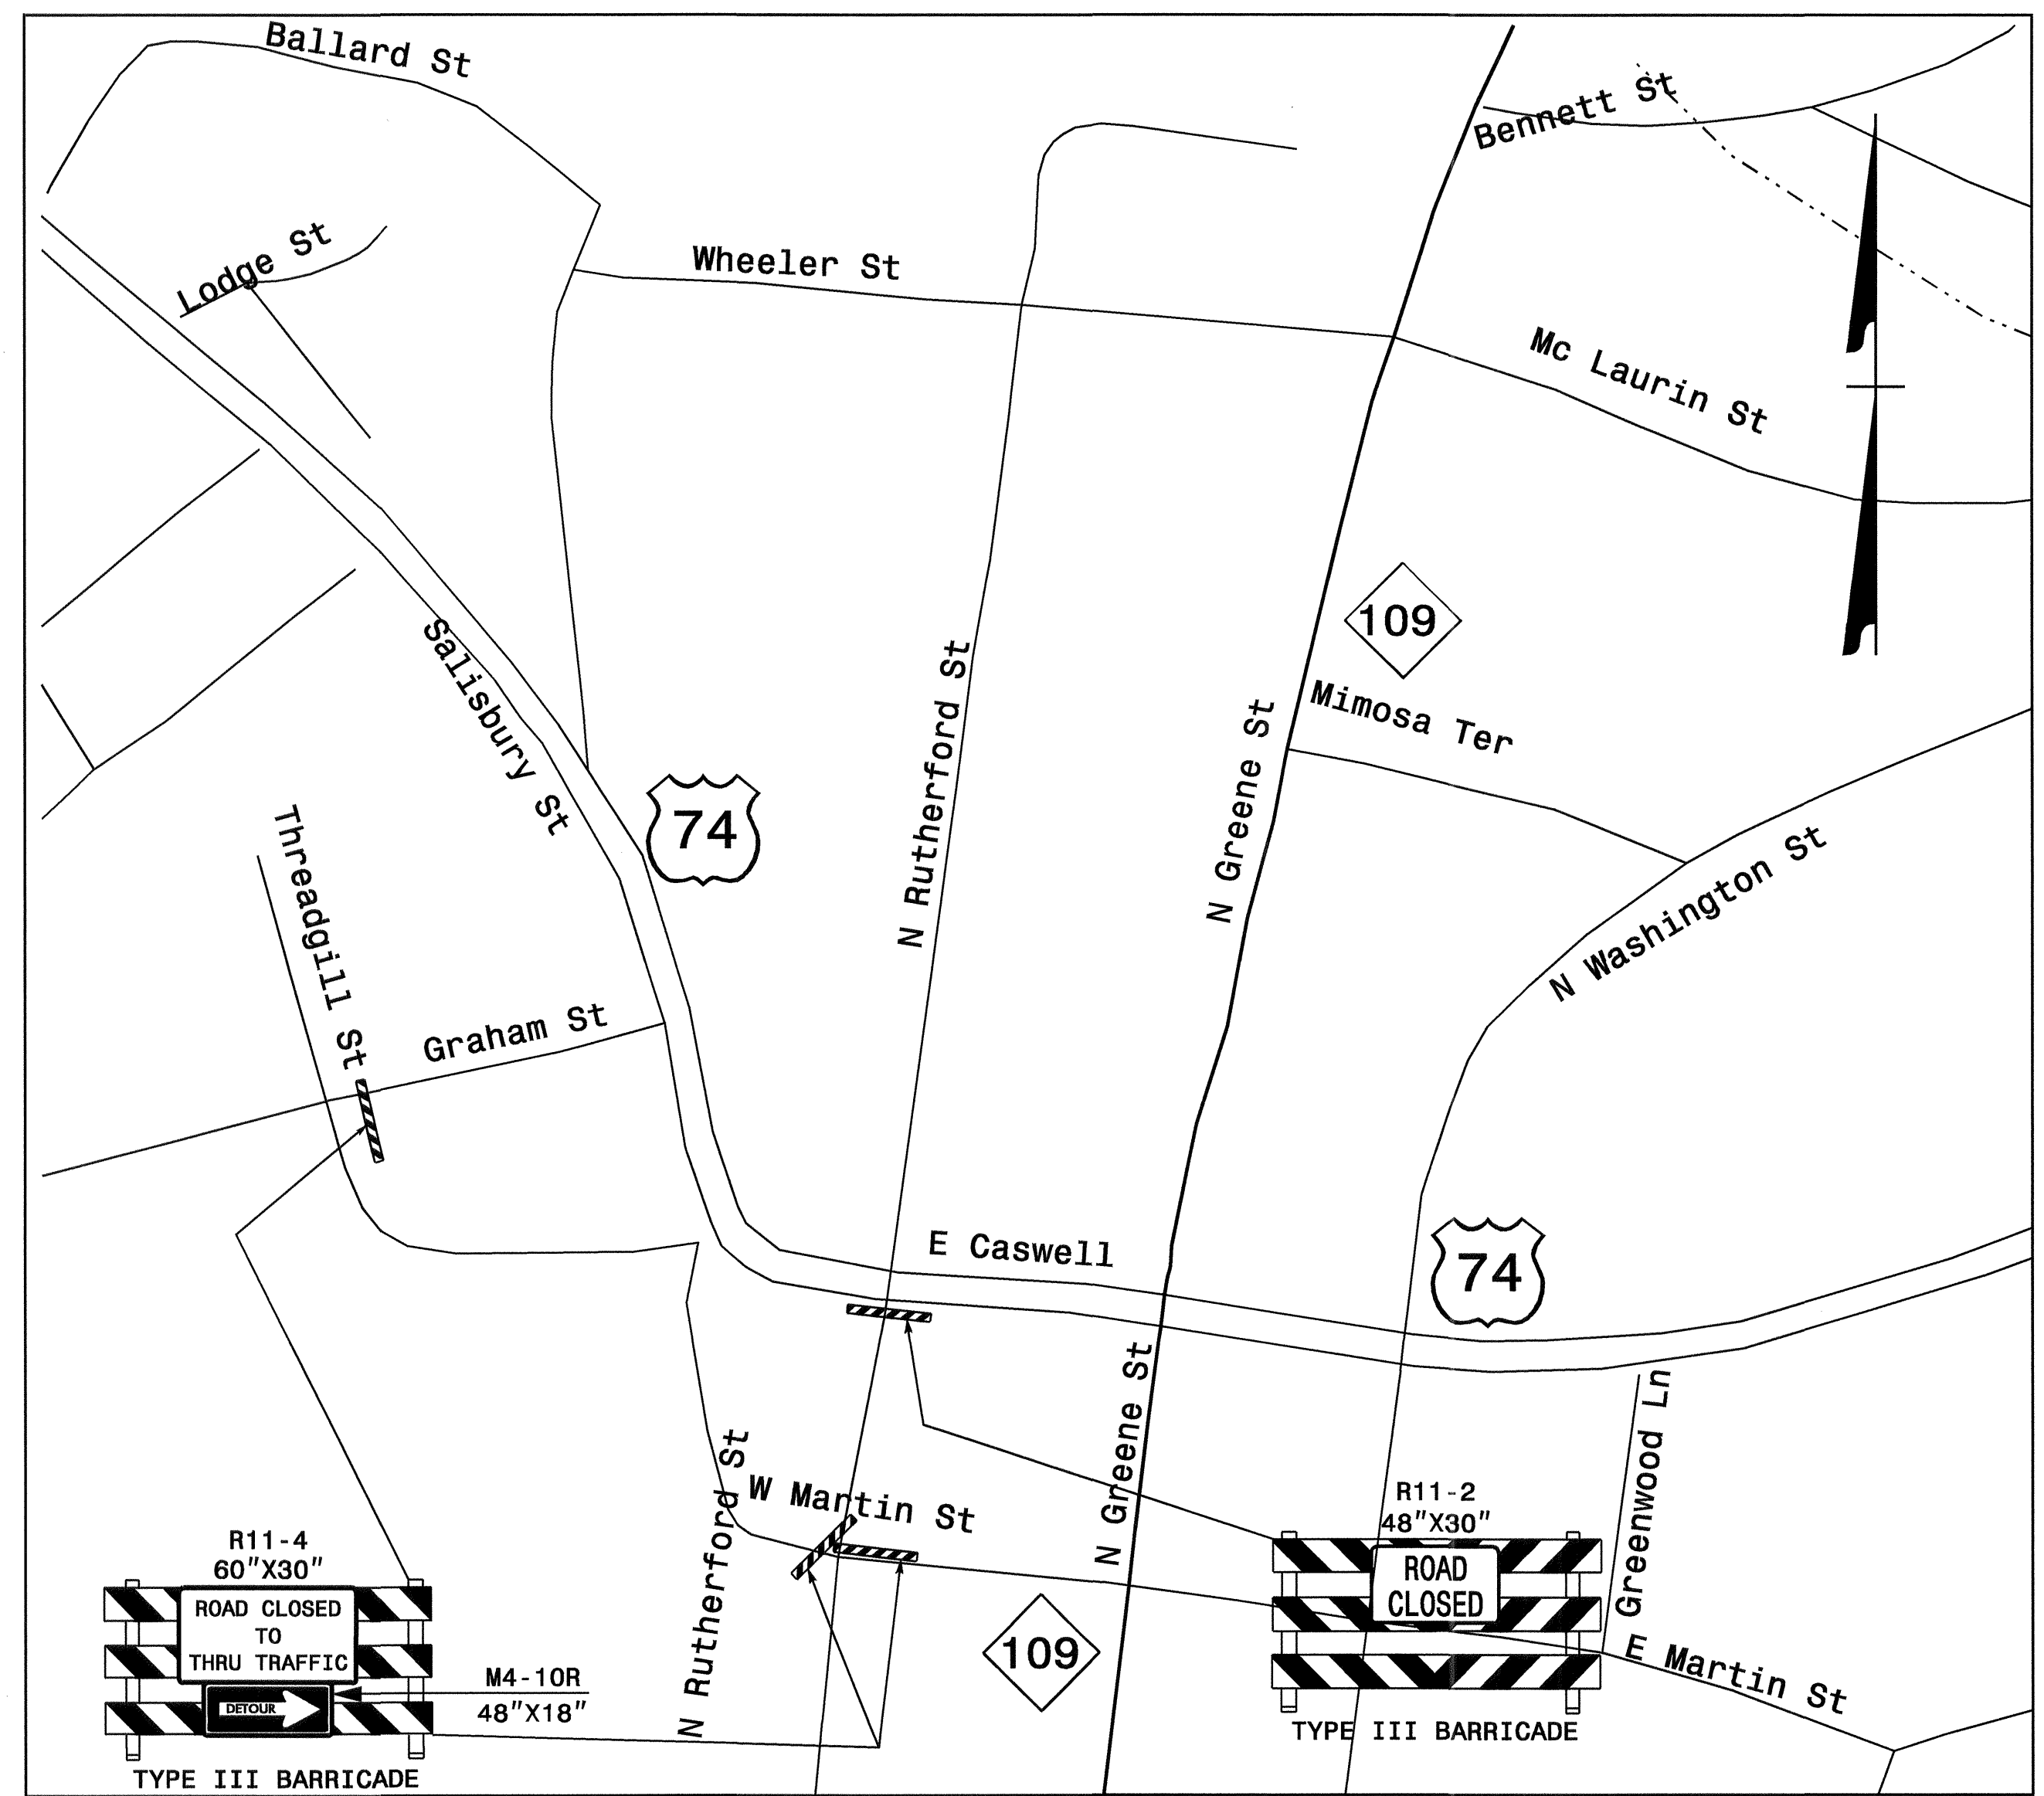 Ballard St
Bennett St
Lodge St
Wheeler St
Mc Laurin St
109
Salisbury St
N Rutherford St
N Greene St
Mimosa Ter
74
Threadgill St
N Washington St
Graham St
E Caswell
74
N Greene St
Greenwood Ln
N Rutherford St
W Martin St
R11-2
48"X30"
ROAD
CLOSED
TYPE III BARRICADE
E Martin St
109
R11-4
60"X30"
ROAD CLOSED
TO
THRU TRAFFIC
DETOUR
M4-10R
48"X18"
TYPE III BARRICADE